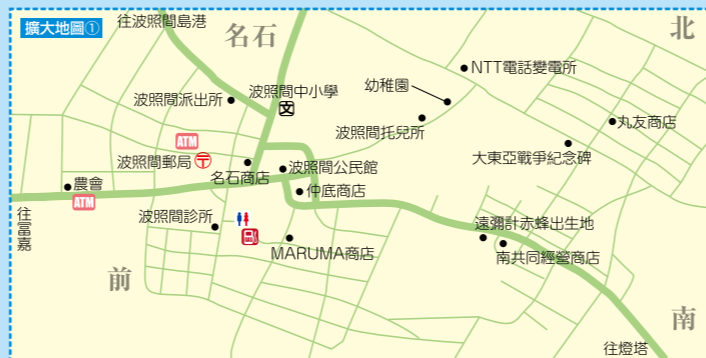 擴大地圖①
往波照間島港
名石
北
NTT電話變電所
波照間中小學
幼稚園
波照間派出所
文
丸友商店
波照間托兒所
ATM
大東亞戰爭紀念碑
波照間郵局
〒
名石商店
波照間公民館
農會
仲底商店
ATM
往富嘉
波照間診所
遠彌計赤蜂出生地
MARUMA商店
南共同經營商店
前
南
往燈塔